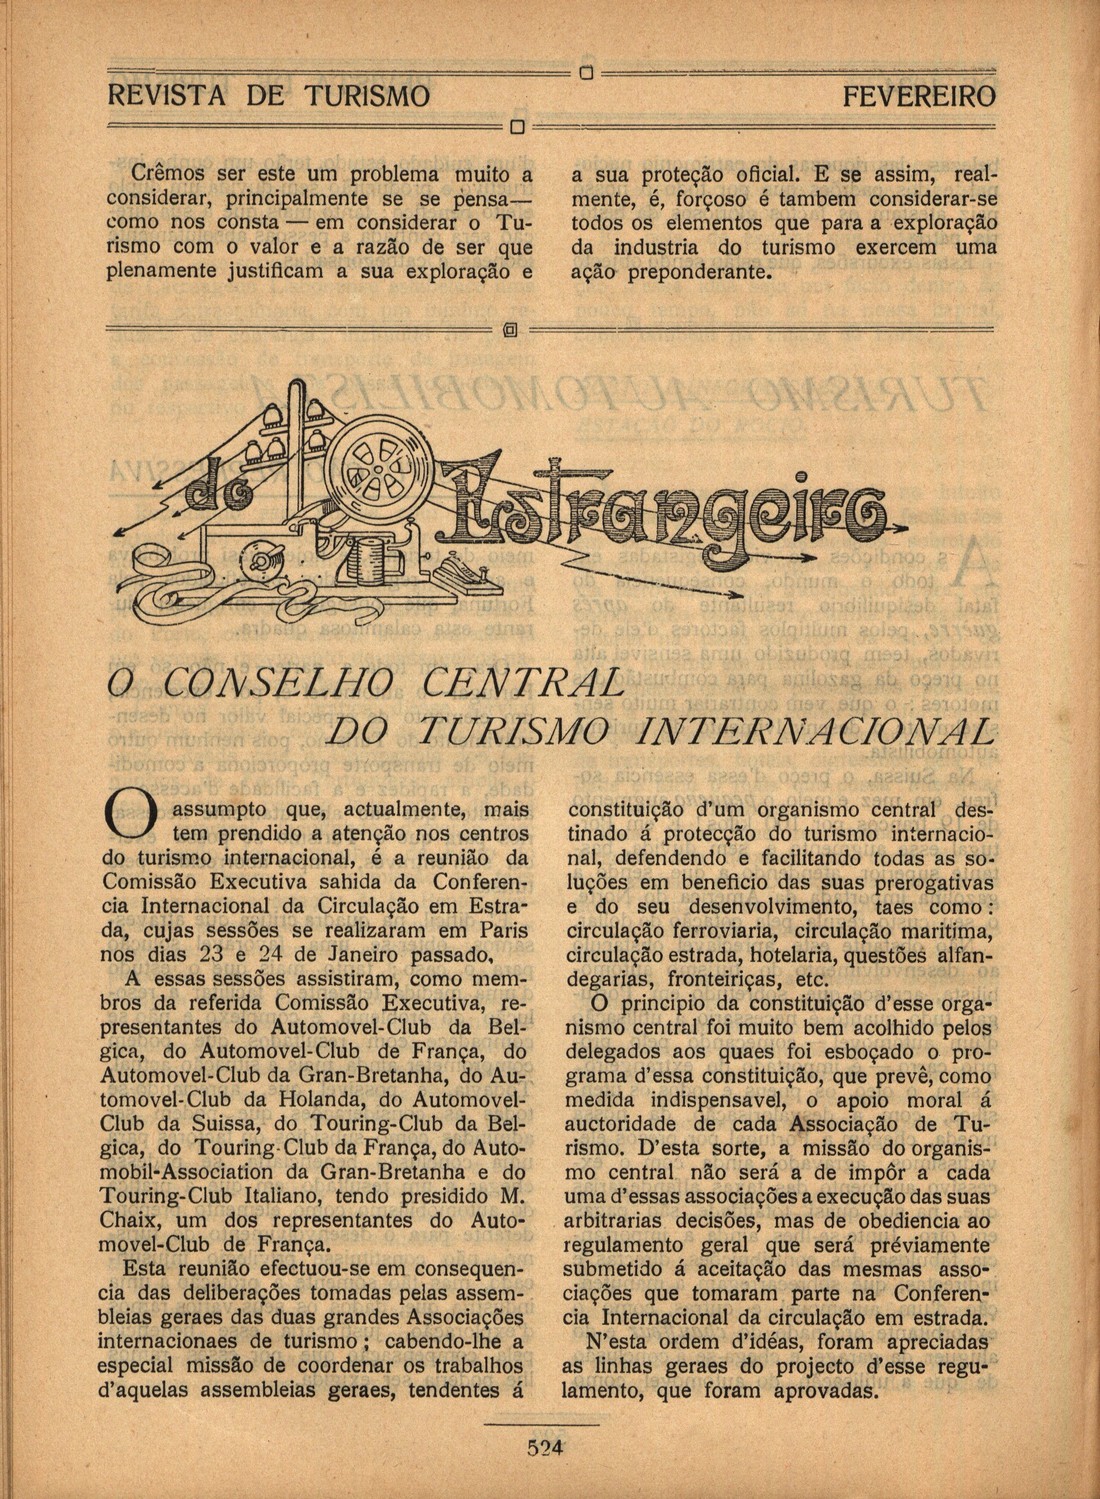 REVISTA DE TURISMO
FEVEREIRO
Crêmos ser este um problema muito a
considerar, principalmente se se pensa—
como nos consta — em considerar o Tu-
rismo com o valor e a razão de ser que
plenamente justificam a sua exploração e
a sua proteção oficial. E se assim, real-
mente, é, forçoso é tambem considerar-se
todos os elementos que para a exploração
da industria do turismo exercem uma
ação preponderante.
do Estrangeiro
O CONSELHO CENTRAL
DO TURISMO INTERNACIONAL
O assumpto que, actualmente, mais
tem prendido a atenção nos centros
do turismo internacional, é a reunião da
Comissão Executiva sahida da Conferen-
cia Internacional da Circulação em Estra-
da, cujas sessões se realizaram em Paris
nos dias 23 e 24 de Janeiro passado,
A essas sessões assistiram, como mem-
bros da referida Comissão Executiva, re-
presentantes do Automovel-Club da Bel-
gica, do Automovel-Club de França, do
Automovel-Club da Gran-Bretanha, do Au-
tomovel-Club da Holanda, do Automovel-
Club da Suissa, do Touring-Club da Bel-
gica, do Touring-Club da França, do Auto-
mobil-Association da Gran-Bretanha e do
Touring-Club Italiano, tendo presidido M.
Chaix, um dos representantes do Auto-
movel-Club de França.
Esta reunião efectuou-se em consequen-
cia das deliberações tomadas pelas assem-
bleias geraes das duas grandes Associações
internacionaes de turismo ; cabendo-lhe a
especial missão de coordenar os trabalhos
d'aquelas assembleias geraes, tendentes á
constituição d'um organismo central des-
tinado á protecção do turismo internacio-
nal, defendendo e facilitando todas as so-
luções em beneficio das suas prerogativas
e do seu desenvolvimento, taes como :
circulação ferroviaria, circulação maritima,
circulação estrada, hotelaria, questões alfan-
degarias, fronteiriças, etc.
O principio da constituição d'esse orga-
nismo central foi muito bem acolhido pelos
delegados aos quaes foi esboçado o pro-
grama d'essa constituição, que prevê, como
medida indispensavel, o apoio moral á
auctoridade de cada Associação de Tu-
rismo. D'esta sorte, a missão do organis-
mo central não será a de impôr a cada
uma d'essas associações a execução das suas
arbitrarias decisões, mas de obediencia ao
regulamento geral que será préviamente
submetido á aceitação das mesmas asso-
ciações que tomaram parte na Conferen-
cia Internacional da circulação em estrada.
N'esta ordem d'idéas, foram apreciadas
as linhas geraes do projecto d'esse regu-
lamento, que foram aprovadas.
524